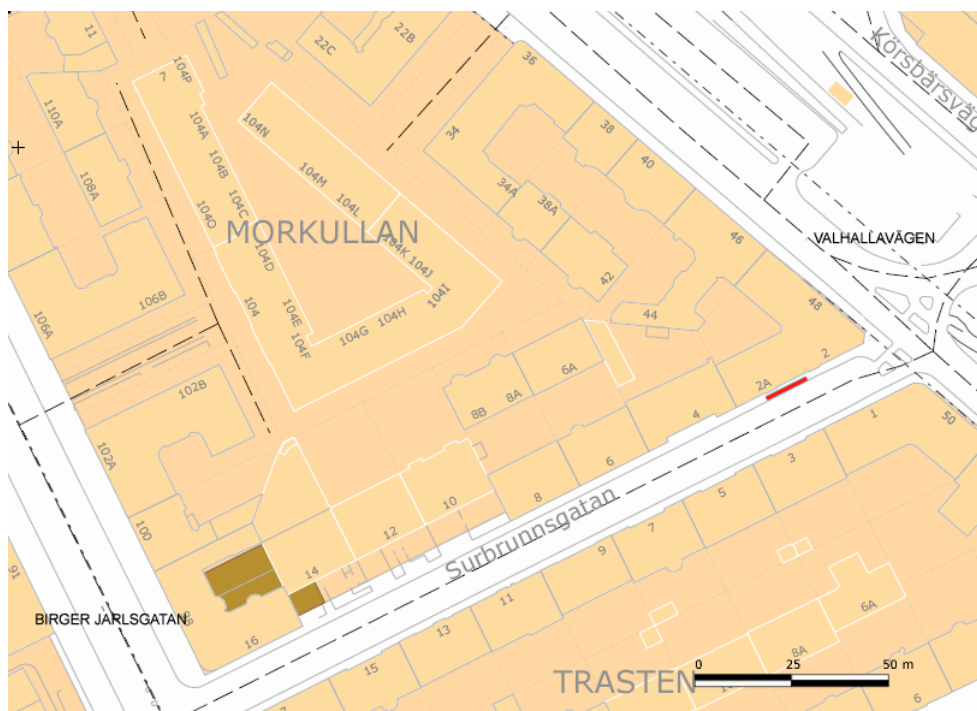 11
22C
22B
36
Körsbärsväg
7
104P
110A
104A
104N
34
38
40
108A
104B
104M
104L
34A
38A
104C
104O
MORKULLAN
104K
104J
104I
104D
46
VALHALLAVÄGEN
42
106B
106A
104
104E
104F
104G
104H
44
48
102B
6A
2
8A
8B
2A
102A
4
1
50
6
3
10
8
5
100
12
Surbrunnsgatan
7
14
9
91
BIRGER JARLSGATAN
98
16
11
13
6A
8A
15
0
25
50 m
TRASTEN
6